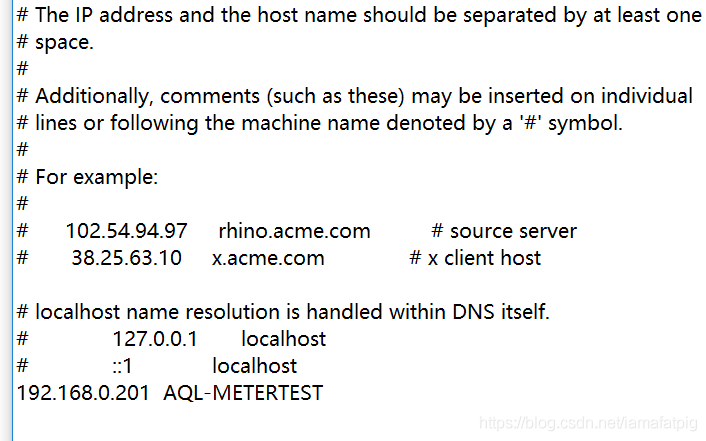 # The IP address and the host name should be separated by at least one
# space.
#
# Additionally, comments (such as these) may be inserted on individual
# lines or following the machine name denoted by a '#' symbol.
#
# For example:
#
#      102.54.94.97     rhino.acme.com          # source server
#       38.25.63.10     x.acme.com              # x client host
# localhost name resolution is handled within DNS itself.
#             127.0.0.1       localhost
#             ::1             localhost
192.168.0.201  AQL-METERTEST
https://blog.csdn.net/iamafatpig